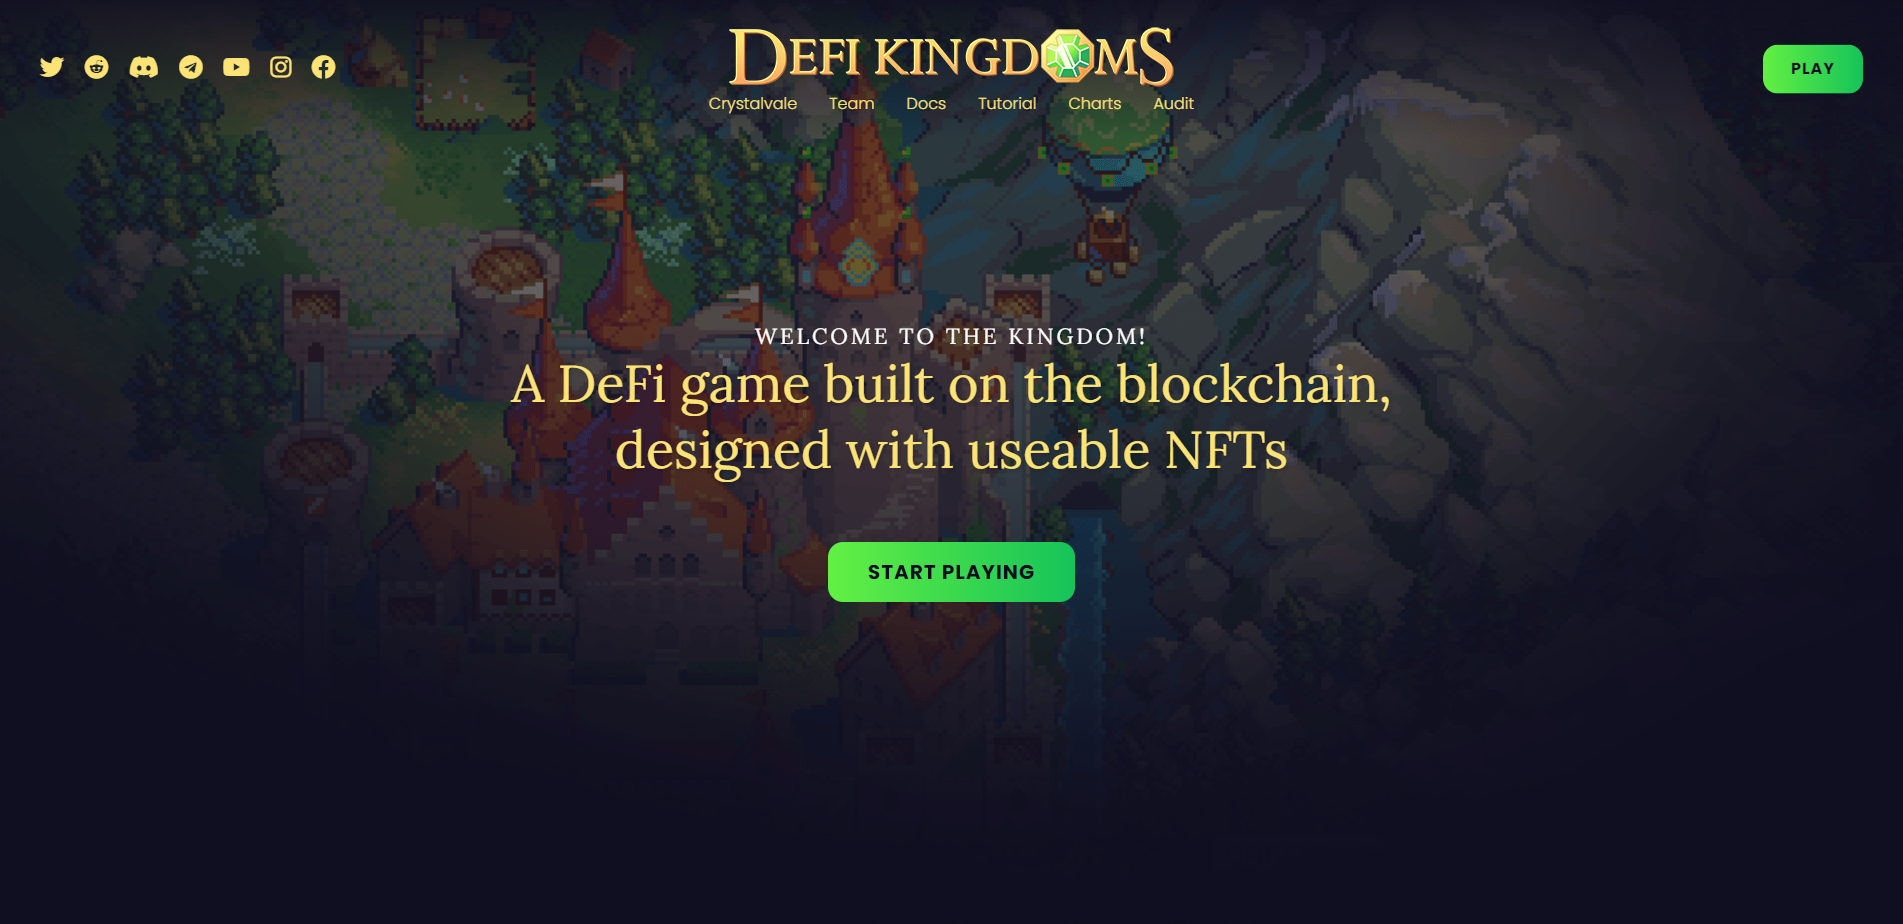 DEFI KINGDOMS
Crystalvale Team Docs Tutorial Charts Audit
PLAY
WELCOME TO THE KINGDOM!
A DeFi game built on the blockchain,
designed with useable NFTs
START PLAYING